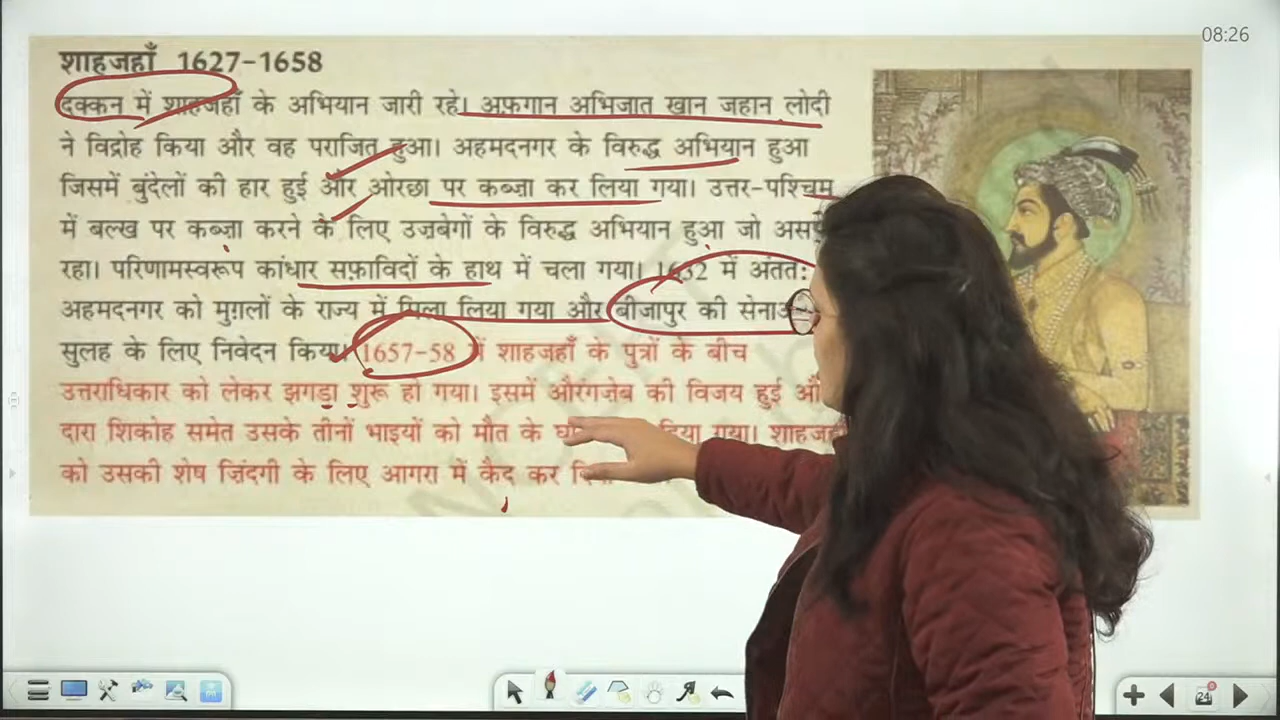 08:26
शाहजहाँ 1627-1658
दक्कन में शाहजहाँ के अभियान जारी रहे। अफ़गान अभिजात खान जहान लोदी
ने विद्रोह किया और वह पराजित हुआ। अहमदनगर के विरुद्ध अभियान हुआ
जिसमें बुंदेलों की हार हुई और ओरछा पर कब्ज़ा कर लिया गया। उत्तर-पश्चिम
में बल्ख पर कब्ज़ा करने के लिए उज़बेगों के विरुद्ध अभियान हुआ जो
रहा। परिणामस्वरूप कांधार सफ़ाविदों के हाथ में चला गया। 1632 में अंततः
अहमदनगर को मुग़लों के राज्य में मिला लिया गया और बीजापुर की
सुलह के लिए निवेदन किया। 1657-58 में शाहजहाँ के पुत्रों के बीच
उत्तराधिकार को लेकर झगड़ा शुरू हो गया। इसमें औरंगज़ेब की विजय हुई
दारा शिकोह समेत उसके तीनों भाइयों को मौत के गया।
को उसकी शेष ज़िंदगी के लिए आगरा में कैद कर
24